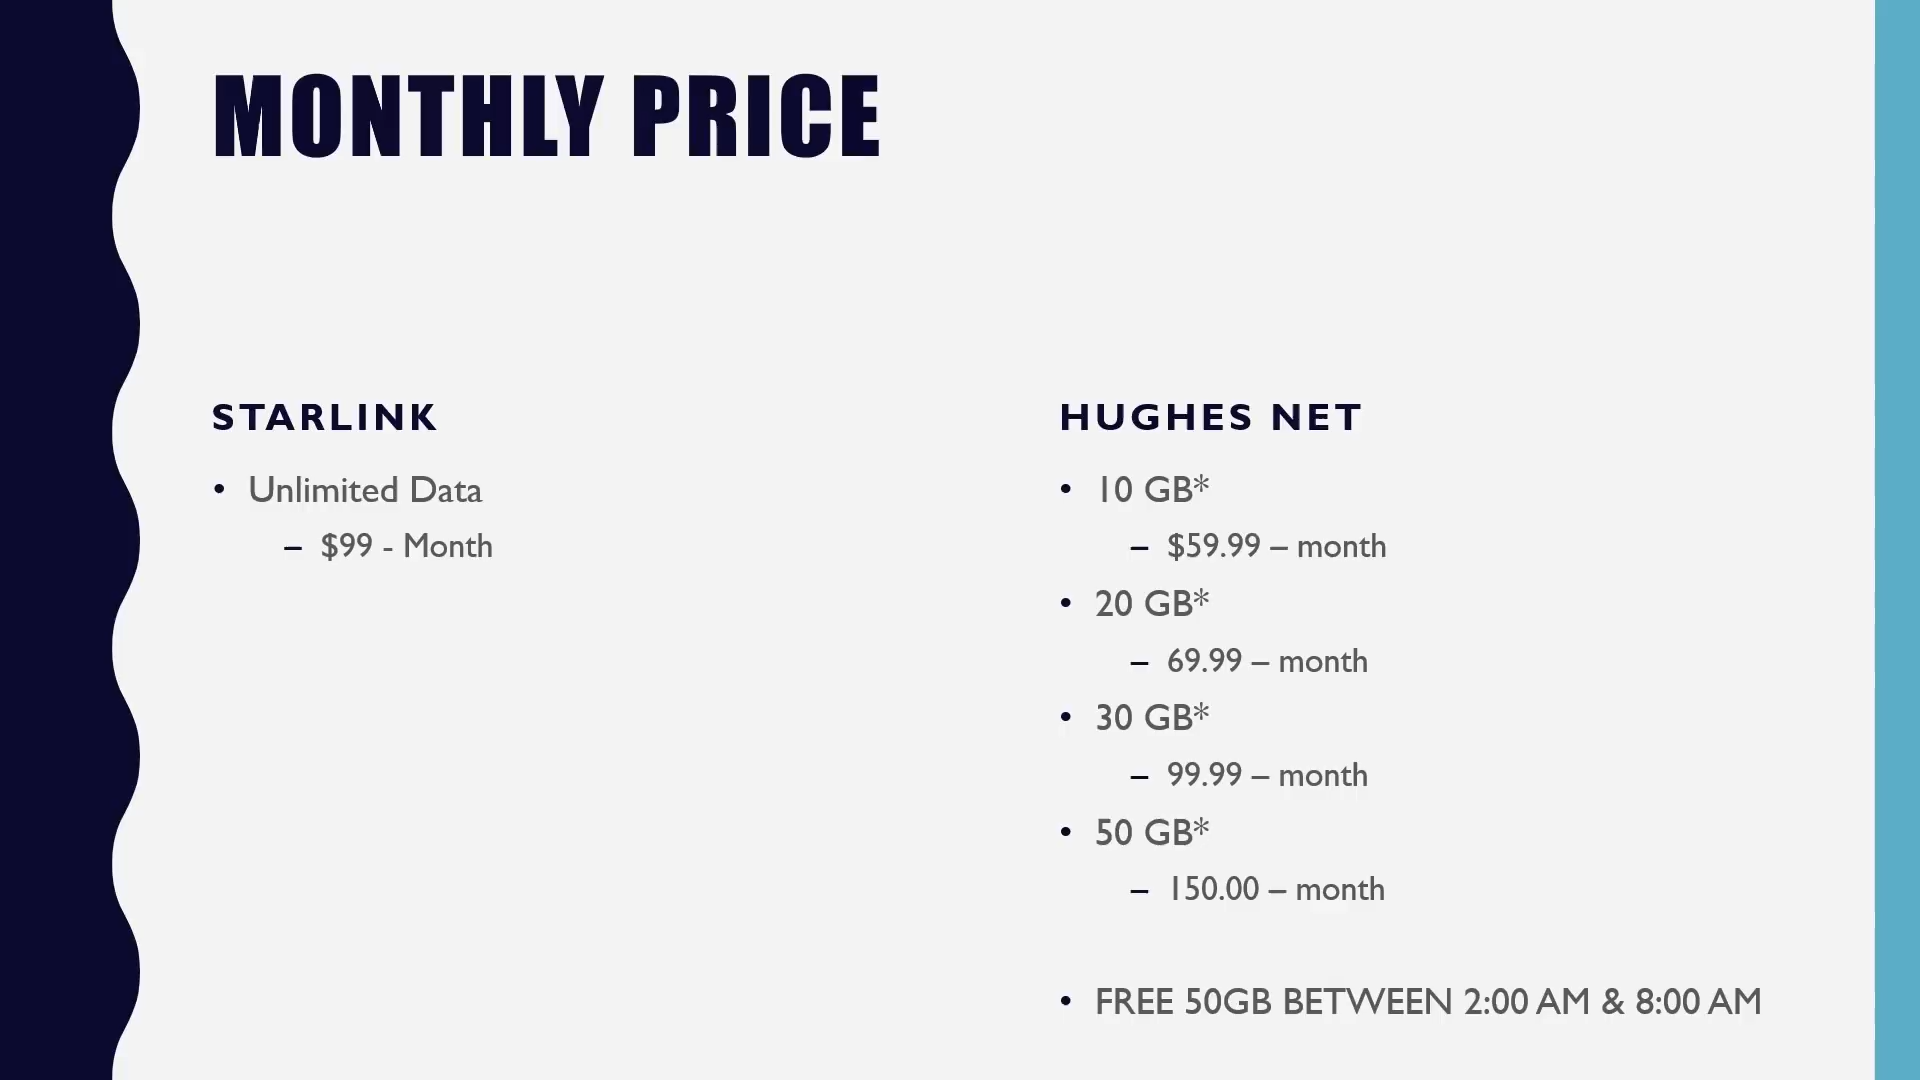 MONTHLY PRICE
STARLINK
• Unlimited Data
– $99 - Month
HUGHES NET
• 10 GB*
– $59.99 – month
• 20 GB*
– 69.99 – month
• 30 GB*
– 99.99 – month
• 50 GB*
– 150.00 – month
• FREE 50GB BETWEEN 2:00 AM & 8:00 AM